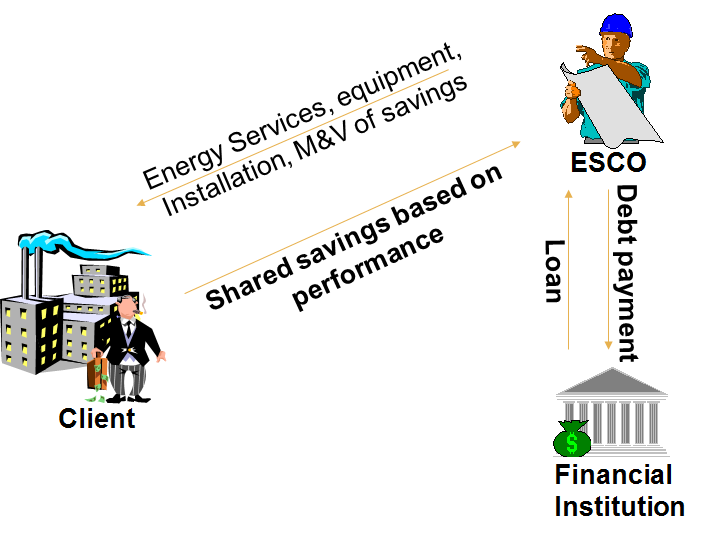 Energy Services, equipment,
Installation, M&V of savings
ESCO
Shared savings based on
performance
Loan
Debt payment
Client
$
Financial
Institution